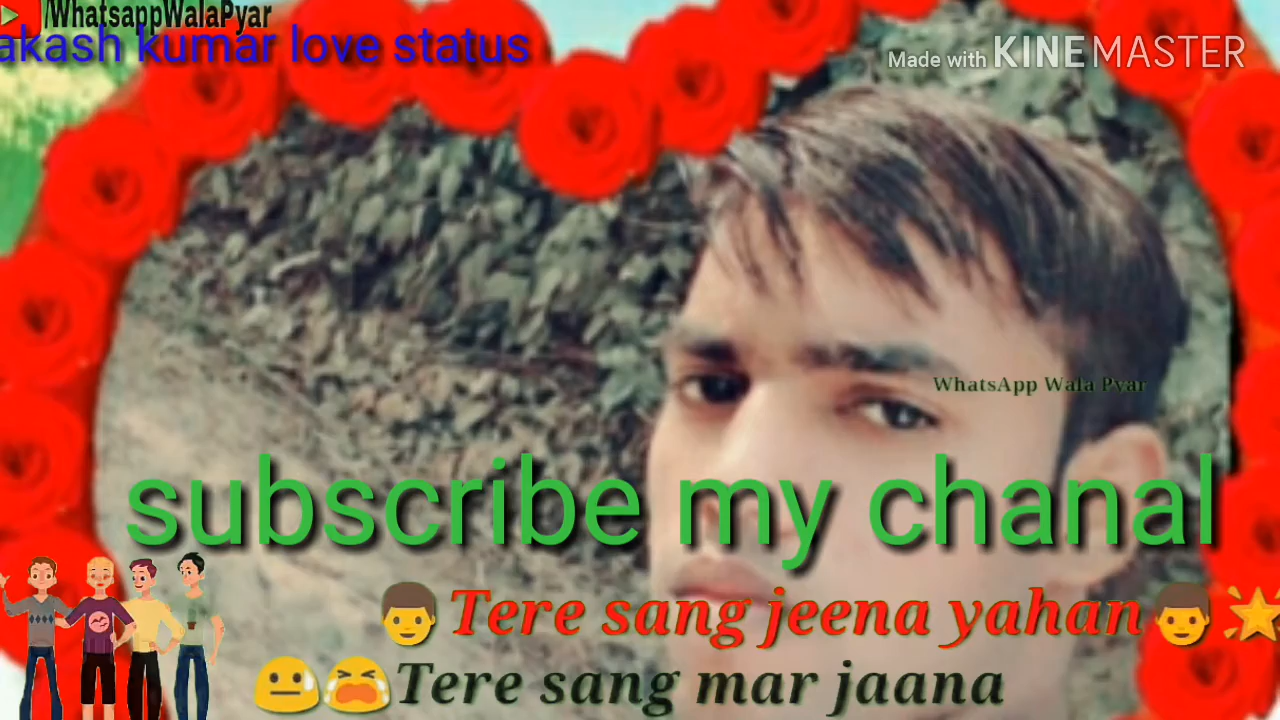 /WhatsappWalaPyar
akash kumar love status
Made with KINEMASTER
WhatsApp Wala Pyar
subscribe my chanal
Tere sang jeena yahan
Tere sang mar jaana